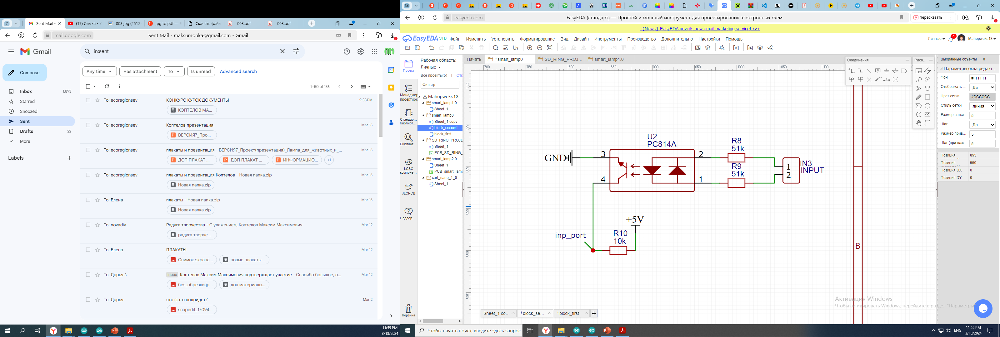 7
Sent Mail -
(17) Симка -
003.jpg (2512
jpg to pdf —
Скачать файл
003.pdf
003.pdf
mail.google.com
Sent Mail - maksumonka@gmail.com - Gmail
Gmail
in:sent
Compose
Inbox 1,893
Starred
Snoozed
Sent
Drafts 22
More
Labels
Any time
Has attachment
To
Is unread
Advanced search
1–50 of 136
To: ecoregionsev КОНКУРС КУРСК ДОКУМЕНТЫ 9:38 PM
КОПТЕЛОВ МА...
To: ecoregionsev Коптелов презентация Mar 16
ВЕРСИЯ7_Про...
To: ecoregionsev плакаты и презентация - ВЕРСИЯ7_Проект(презентация)_Лампа_для_животных_и_... Mar 16
ДОП ПЛАКАТ ...
ДОП ПЛАКАТ ...
ИНФОРМАЦИО...
+1
To: ecoregionsev плакаты и презентация Коптелов - Новая папка.zip Mar 16
Новая папка.zip
To: Елена плакаты - Новая папка.zip Mar 16
Новая папка.zip
To: novadiv Радуга творчества - С уважением, Коптелов Максим Максимович Mar 12
радуга творче...
To: Елена ПЛАКАТЫ Mar 12
Снимок экрана...
новые плакаты...
To: Дарья 8 Inbox Коптелов Максим Максимович подтверждает участие - Спасибо большое, о... Mar 12
без_обрезки.jp...
доп материалы...
To: Дарья это фото подойдёт? Mar 2
snapedit_17094...
11:55 PM
3/18/2024
36
easyeda.com
EasyEDA (стандарт) — Простой и мощный инструмент для проектирования электронных схем
пересказать
【News】EasyEDA unveils new email marketing service! >>>
EasyEDA STD
Файл Изменить Установить Форматирование Вид Дизайн Инструменты Производство Дополнительно Настройки Помощь
Личные
4
Mahopweks13
Проект
Менеджер проектирo
Стандар... библиот...
Библиот...
LCSC компоне...
JLCPCB
Поддер...
Корзина
Рабочая область:
Личные
Все проекты(5) | Отк
Фильтр
Mahopweks13
smart_lamp1.0
Sheet_1
smart_lamp0
Sheet_1 copy
block_second
block_first
SD_RING_PROJE
Sheet_1
PCB_SD_RING_
smart_lamp2.0
Sheet_1
PCB_smart_lamp
cart_nano_1_0
Sheet_1
Начать
*smart_lamp0
SD_RING_PROJ...
smart_lamp1.0
700 750 800 850 900 950 1000 1050 1100
700
650
600
550
500
450
U2
PC814A
GND
3
4
2
1
R8
51k
R9
51k
1
2
IN3
INPUT
+5V
inp_port
R10
10k
B
Соединения
Рисо...
Выбранные объекты 0
Параметры окна редакт...
Фон #FFFFFF
Отображать ... Да
Цвет сетки #CCCCCC
Стиль сетки линия
Размер сетки 5
Шаг Да
Размер прив... 5
Шаг (при наж... 5
Позиция 895
Позиция 550
Позиция DX 0
Позиция DY 0
Sheet_1 co...
*block_se...
*block_first
Активация Windows
Чтобы активировать Windows, перейдите в раздел "Параметры
Чтобы начать поиск, введите здесь запрос
ENG
11:55 PM
3/18/2024